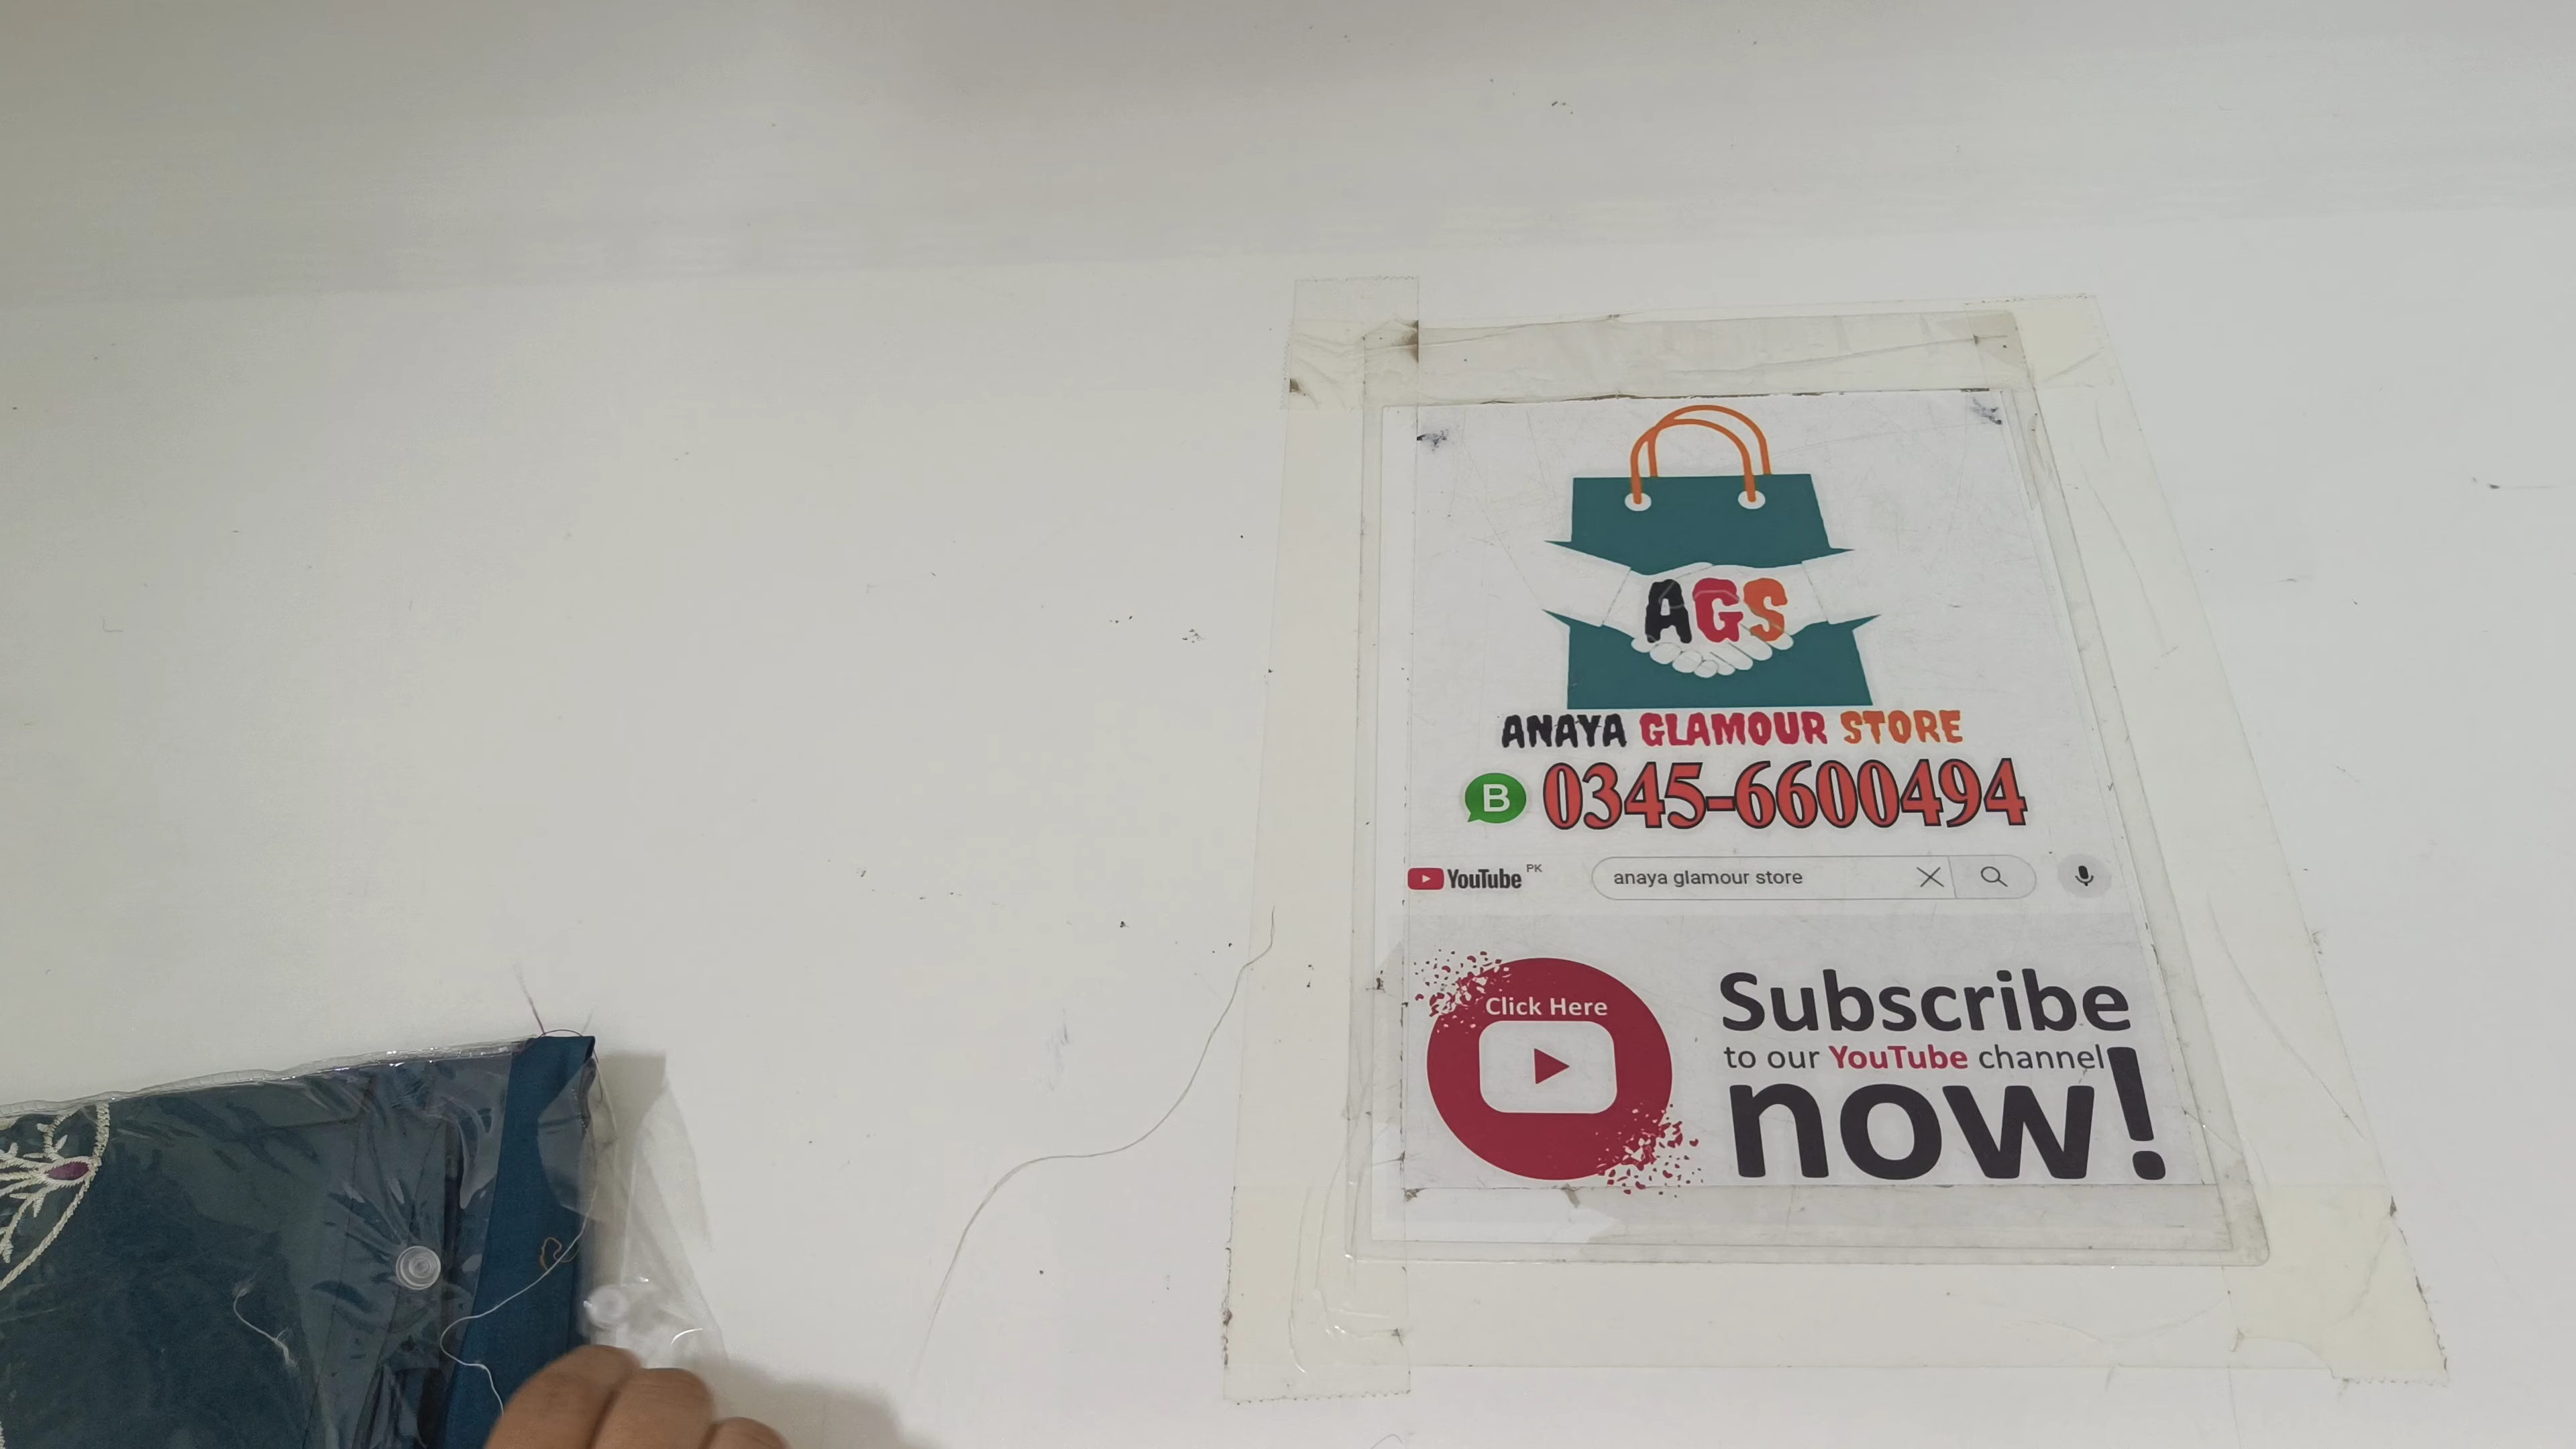 AGS
ANAYA GLAMOUR STORE
B 0345-6600494
YouTube PK anaya glamour store
Click Here
Subscribe
to our YouTube channel
now!